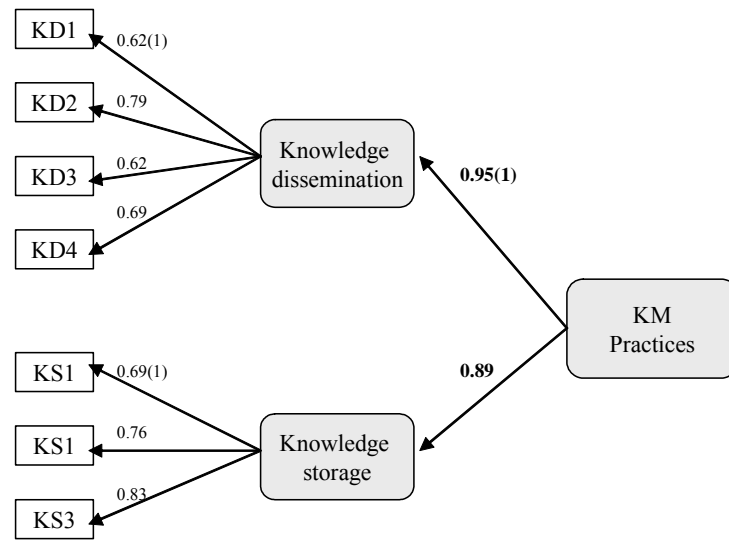 KD1
0.62(1)
KD2
0.79
Knowledge
dissemination
KD3
0.62
0.95(1)
KD4
0.69
KM
Practices
KS1
0.69(1)
0.89
KS1
0.76
Knowledge
storage
KS3
0.83